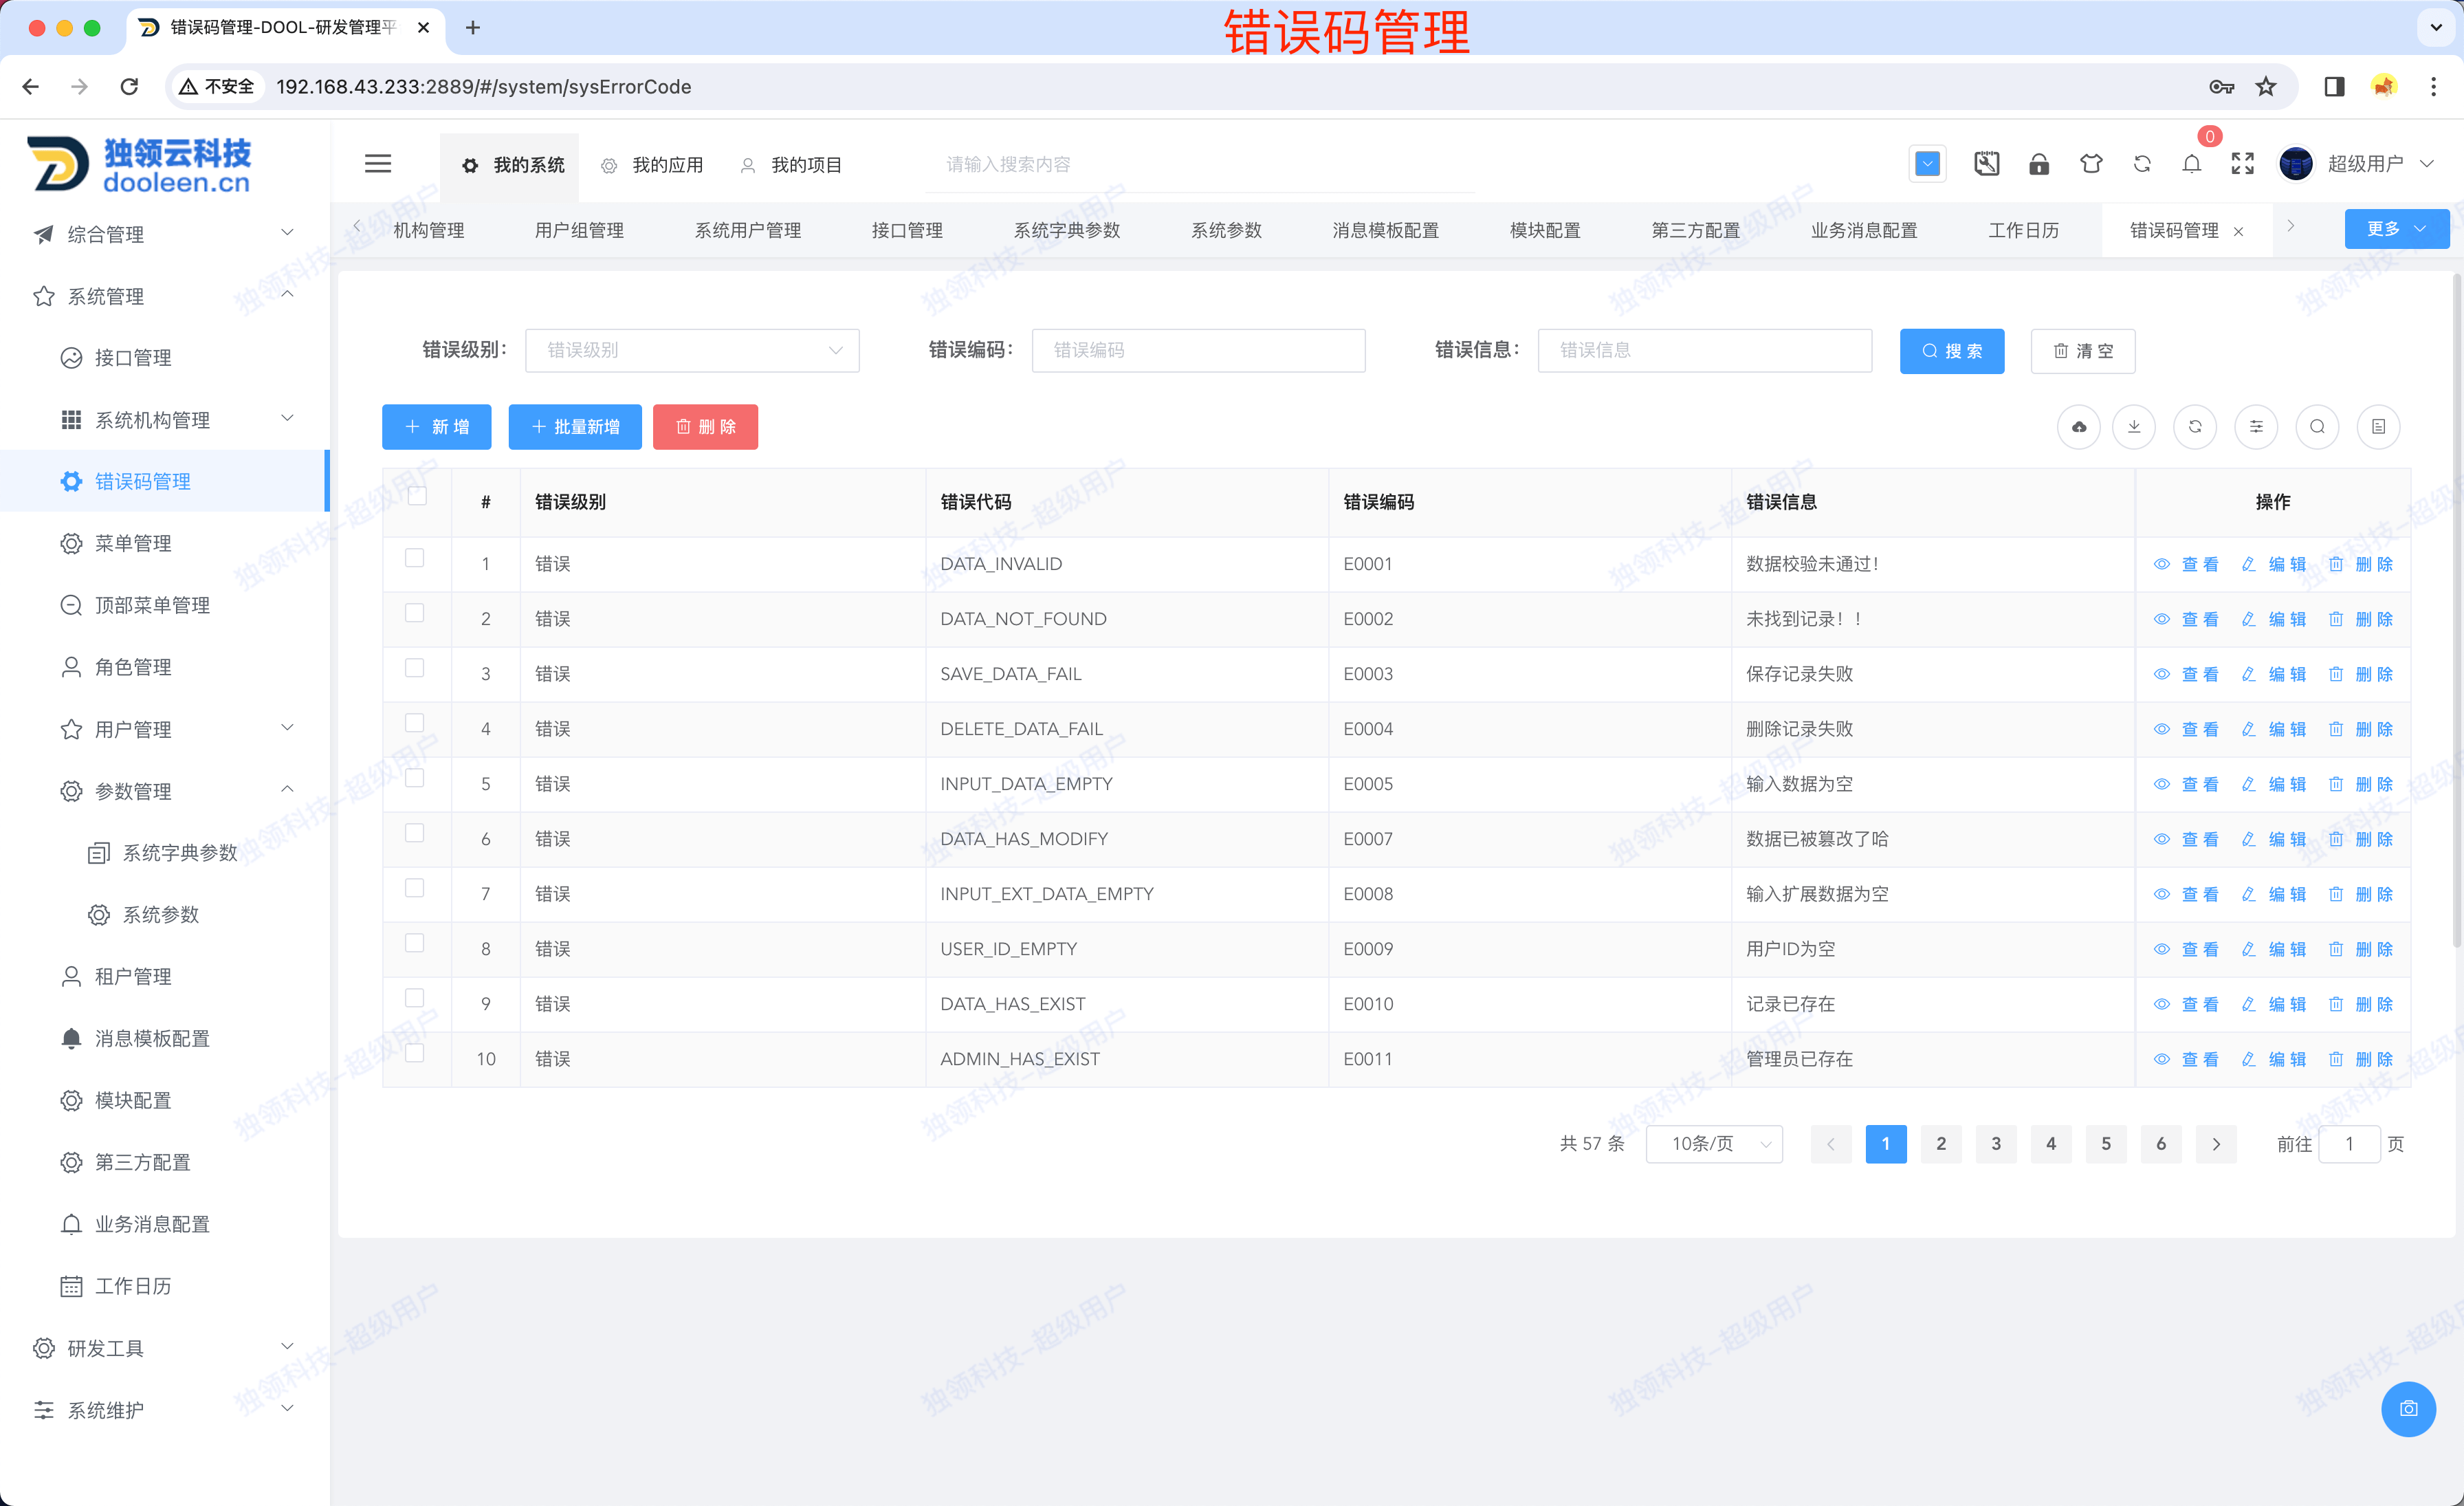 错误码管理-DOOL-研发管理平
错误码管理
不安全 192.168.43.233:2889/#/system/sysErrorCode
独领云科技
dooleen.cn
我的系统 我的应用 我的项目 请输入搜索内容 0 超级用户
机构管理 用户组管理 系统用户管理 接口管理 系统字典参数 系统参数 消息模板配置 模块配置 第三方配置 业务消息配置 工作日历 错误码管理 更多
综合管理
系统管理
接口管理
系统机构管理
错误码管理
菜单管理
顶部菜单管理
角色管理
用户管理
参数管理
系统字典参数
系统参数
租户管理
消息模板配置
模块配置
第三方配置
业务消息配置
工作日历
研发工具
系统维护
错误级别： 错误级别 错误编码： 错误编码 错误信息： 错误信息 搜 索 清 空
新 增 批量新增 删 除
# 错误级别 错误代码 错误编码 错误信息 操作
1 错误 DATA_INVALID E0001 数据校验未通过！ 查 看 编 辑 删 除
2 错误 DATA_NOT_FOUND E0002 未找到记录！！ 查 看 编 辑 删 除
3 错误 SAVE_DATA_FAIL E0003 保存记录失败 查 看 编 辑 删 除
4 错误 DELETE_DATA_FAIL E0004 删除记录失败 查 看 编 辑 删 除
5 错误 INPUT_DATA_EMPTY E0005 输入数据为空 查 看 编 辑 删 除
6 错误 DATA_HAS_MODIFY E0007 数据已被篡改了哈 查 看 编 辑 删 除
7 错误 INPUT_EXT_DATA_EMPTY E0008 输入扩展数据为空 查 看 编 辑 删 除
8 错误 USER_ID_EMPTY E0009 用户ID为空 查 看 编 辑 删 除
9 错误 DATA_HAS_EXIST E0010 记录已存在 查 看 编 辑 删 除
10 错误 ADMIN_HAS_EXIST E0011 管理员已存在 查 看 编 辑 删 除
共 57 条 10条/页 1 2 3 4 5 6 前往 1 页
独领科技-超级用户